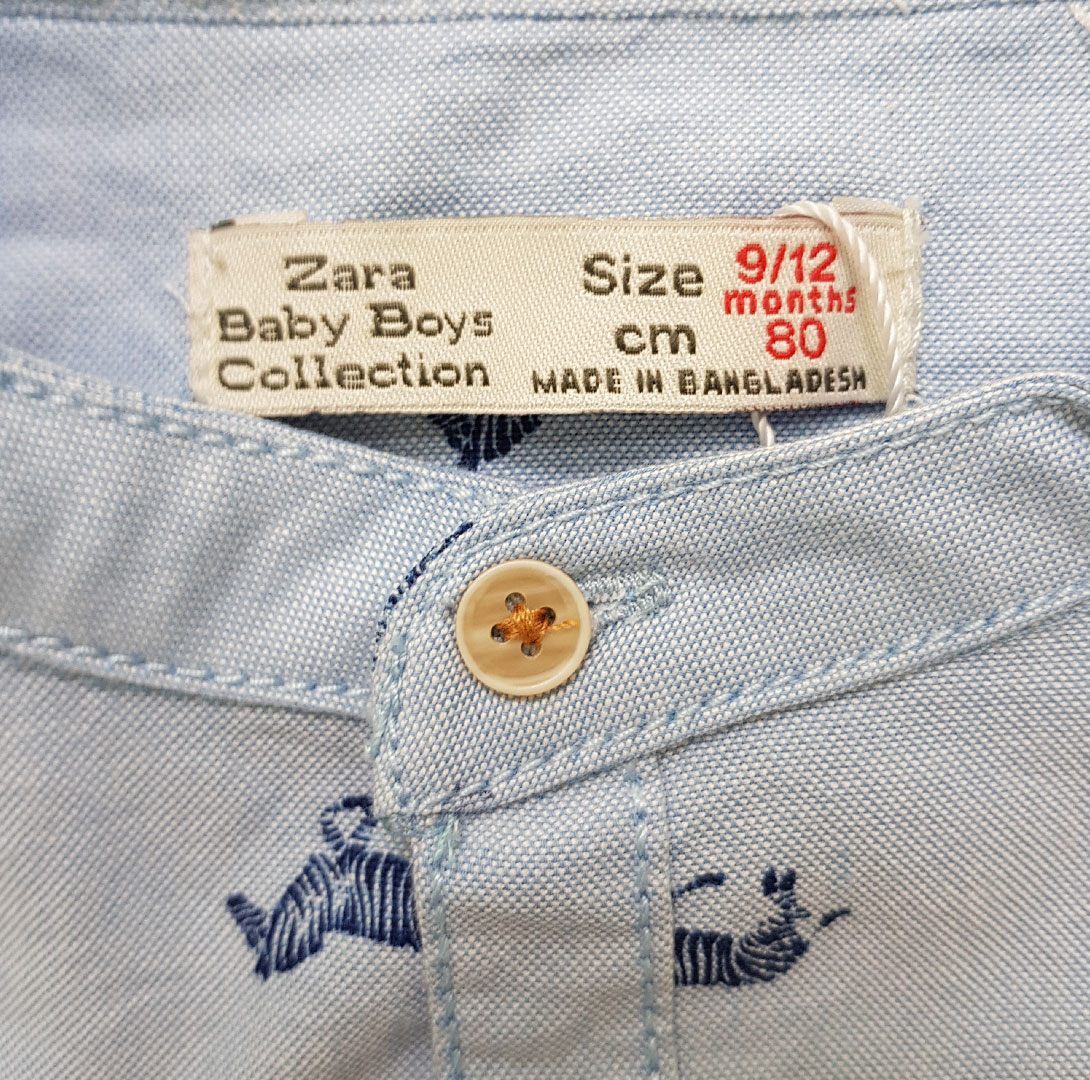 Zara
Baby Boys
Collection
Size 9/12
months
cm 80
MADE IN BANGLADESH